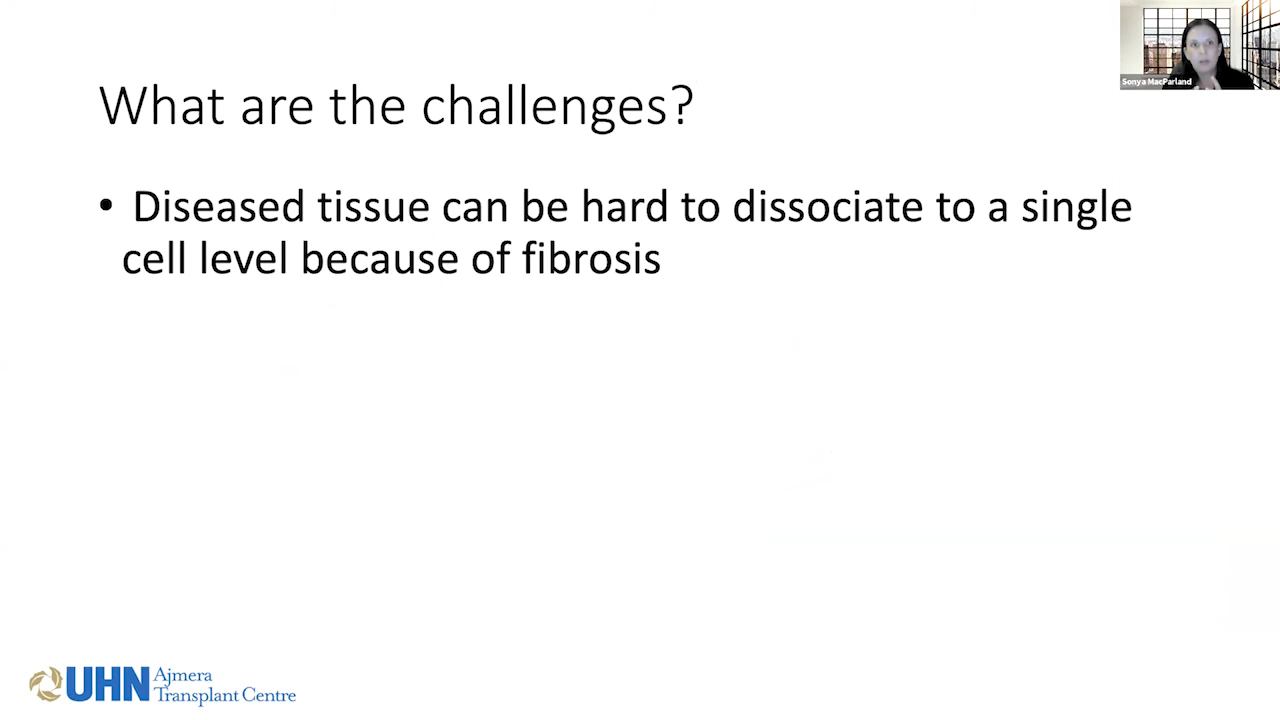 Sonya MacParland
What are the challenges?
• Diseased tissue can be hard to dissociate to a single
cell level because of fibrosis
UHN Ajmera
Transplant Centre